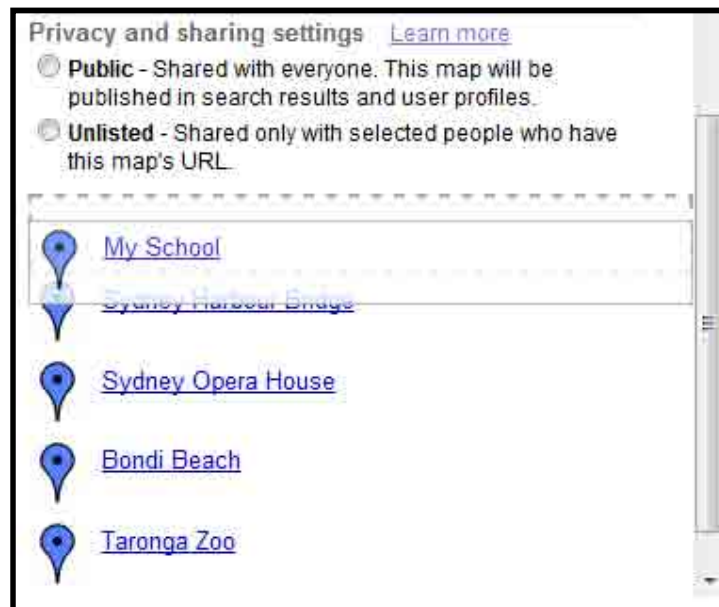 Privacy and sharing settings Learn more
Public - Shared with everyone. This map will be
published in search results and user profiles.
Unlisted - Shared only with selected people who have
this map's URL.
My School
Sydney Harbour Bridge
Sydney Opera House
Bondi Beach
Taronga Zoo